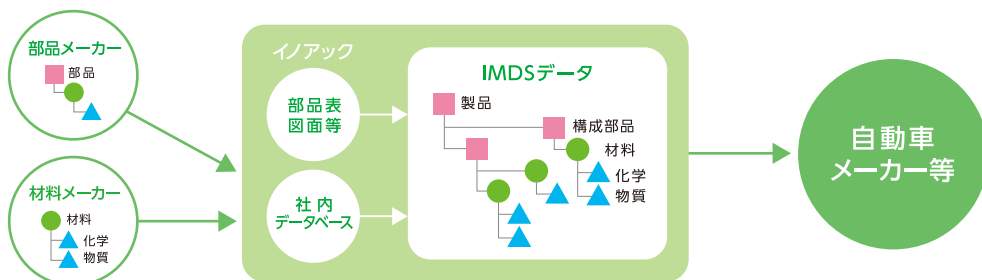 部品メーカー
部品
材料メーカー
材料
化学
物質
イノアック
部品表
図面等
社内
データベース
IMDSデータ
製品
構成部品
材料
化学
物質
自動車
メーカー等